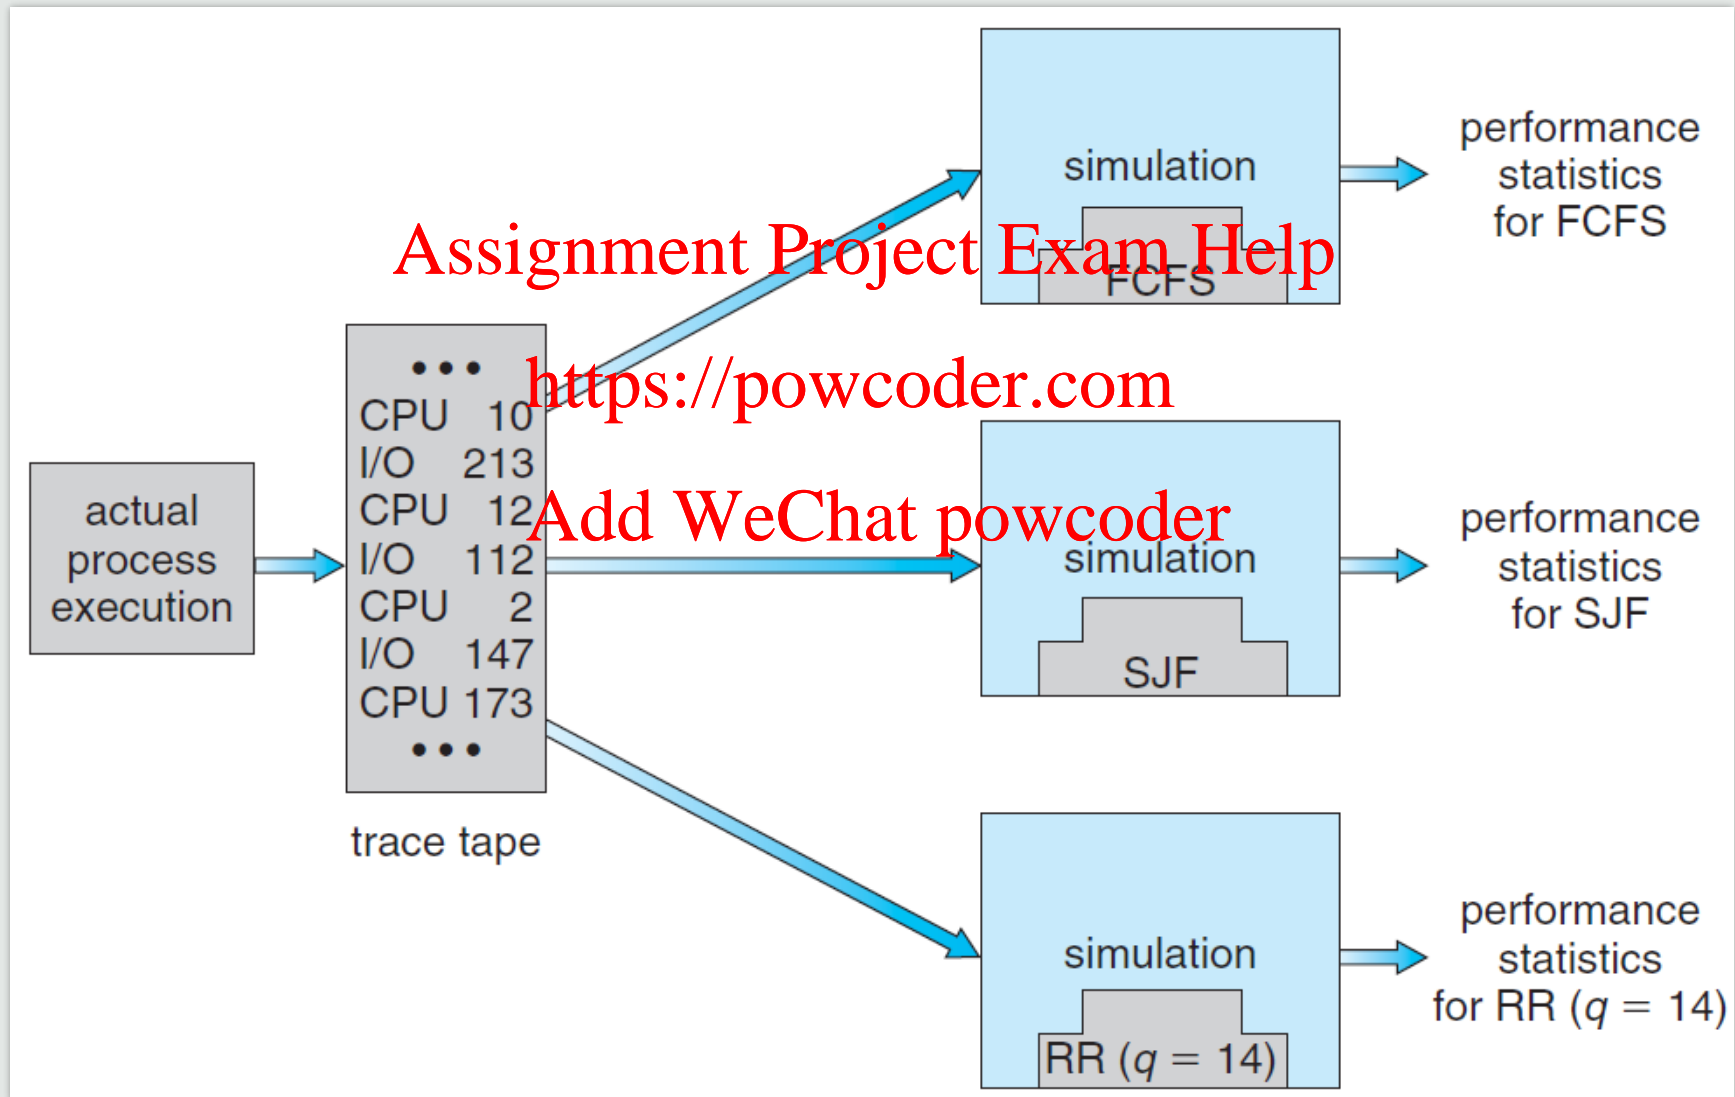 actual
process
execution
•••
CPU 10
I/O 213
CPU 12
I/O 112
CPU 2
I/O 147
CPU 173
•••
trace tape
simulation
FCFS
performance
statistics
for FCFS
Assignment Project Exam Help
https://powcoder.com
Add WeChat powcoder
simulation
SJF
performance
statistics
for SJF
simulation
RR (q = 14)
performance
statistics
for RR (q = 14)